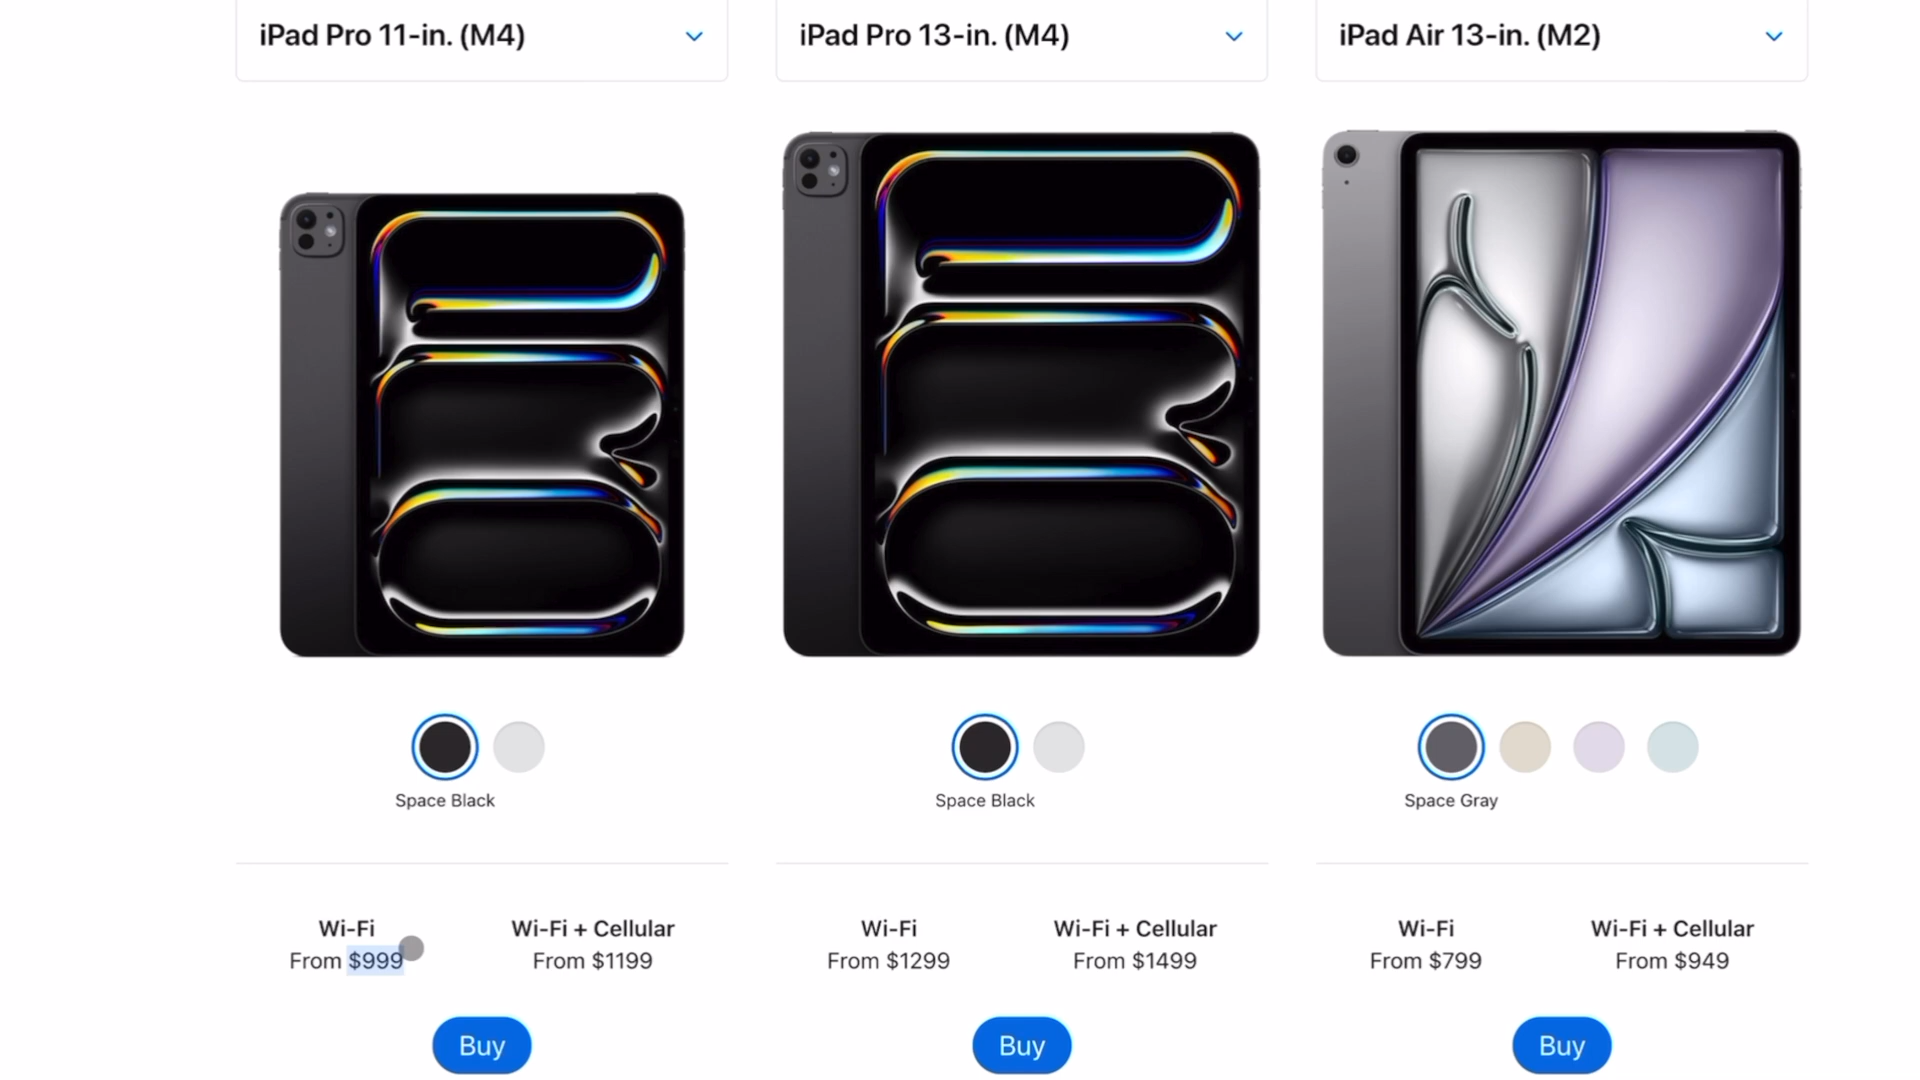 iPad Pro 11-in. (M4)
iPad Pro 13-in. (M4)
iPad Air 13-in. (M2)
Space Black
Space Black
Space Gray
Wi-Fi
From $999
Wi-Fi + Cellular
From $1199
Wi-Fi
From $1299
Wi-Fi + Cellular
From $1499
Wi-Fi
From $799
Wi-Fi + Cellular
From $949
Buy
Buy
Buy